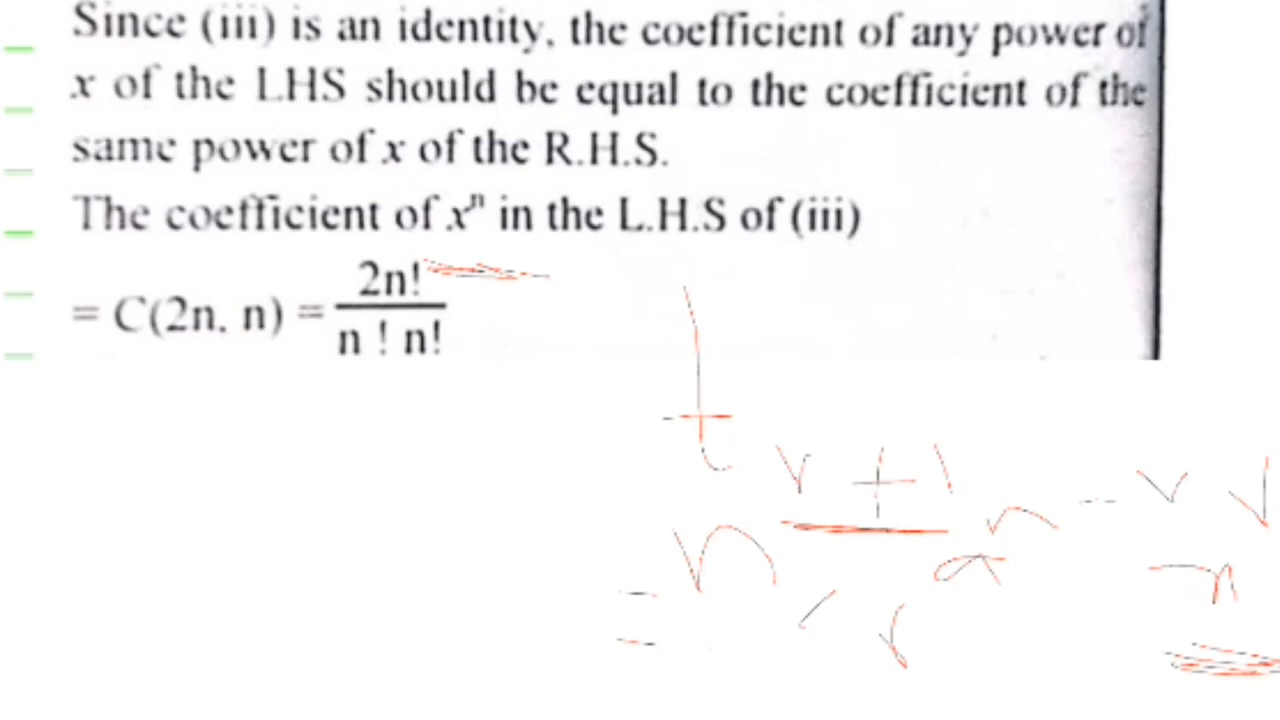 Since (iii) is an identity, the coefficient of any power of
x of the LHS should be equal to the coefficient of the
same power of x of the R.H.S.
The coefficient of xⁿ in the L.H.S of (iii)
= C(2n, n) = 2n! / n ! n!
t r + 1
= n